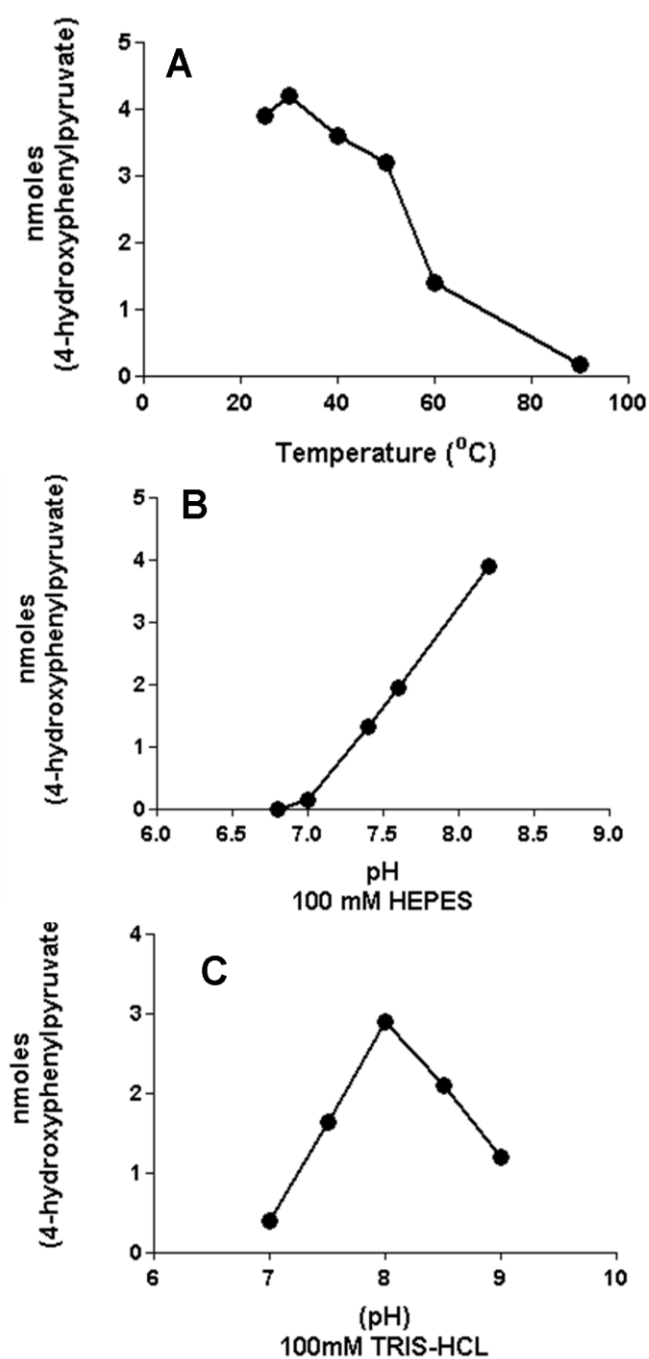 A
nmoles
(4-hydroxyphenylpyruvate)
5
4
3
2
1
0
0 20 40 60 80 100
Temperature (⁰C)
B
nmoles
(4-hydroxyphenylpyruvate)
5
4
3
2
1
0
6.0 6.5 7.0 7.5 8.0 8.5 9.0
pH
100 mM HEPES
C
nmoles
(4-hydroxyphenylpyruvate
4
3
2
1
0
6 7 8 9 10
(pH)
100mM TRIS-HCL